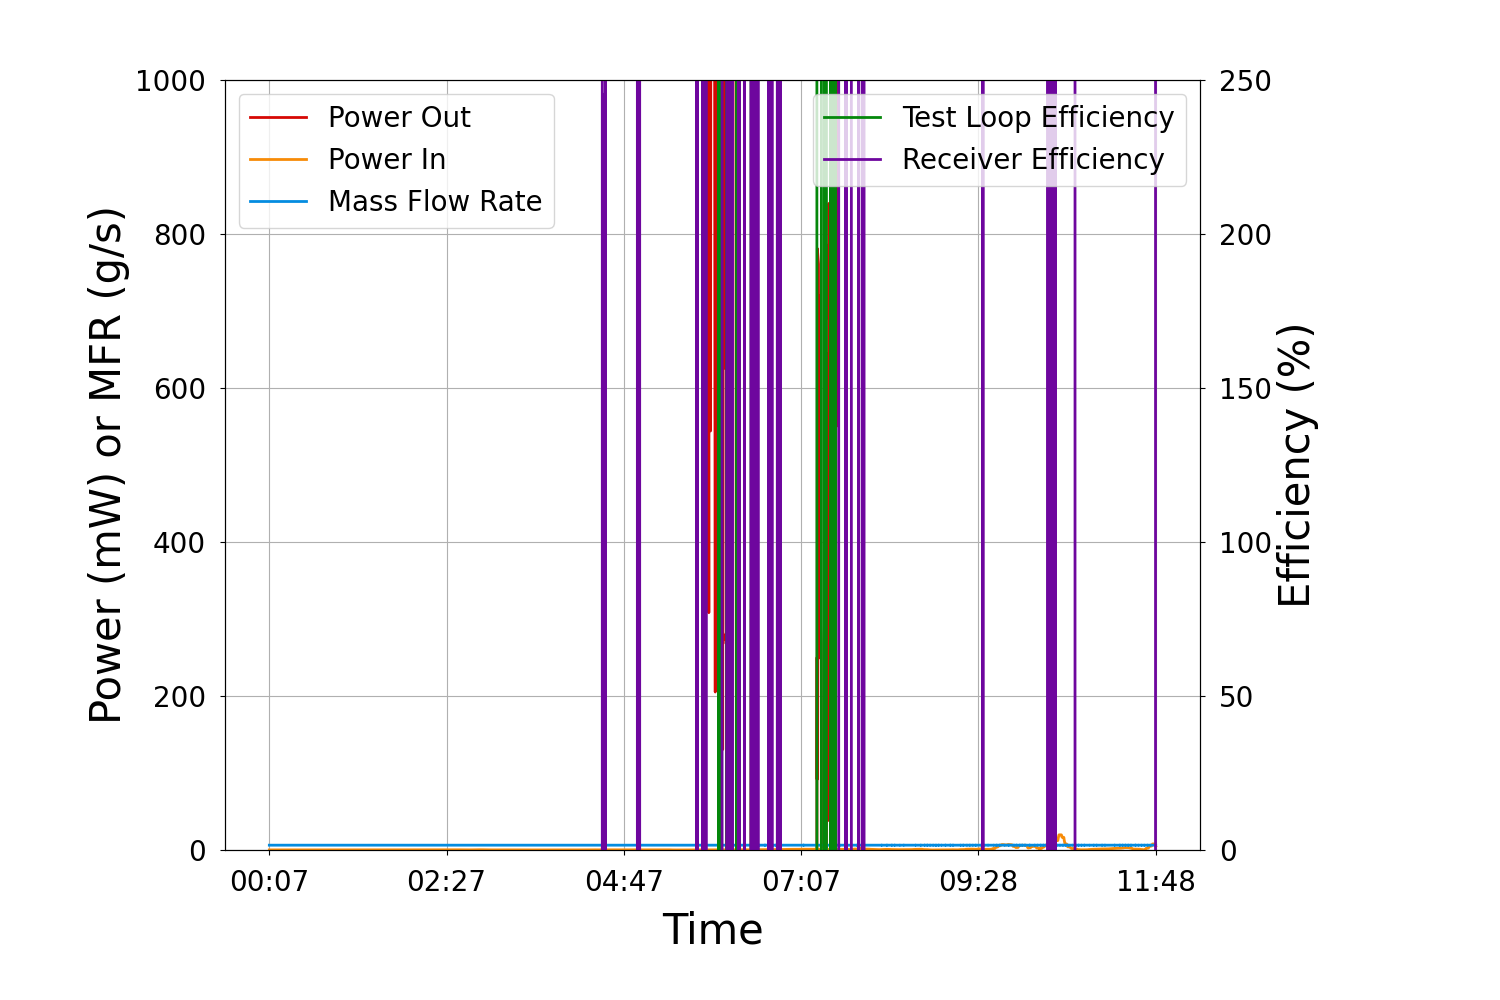 Power (mW) or MFR (g/s)
1000
800
600
400
200
0
Power Out
Power In
Mass Flow Rate
Test Loop Efficiency
Receiver Efficiency
250
200
150
100
50
0
Efficiency (%)
00:07 02:27 04:47 07:07 09:28 11:48
Time